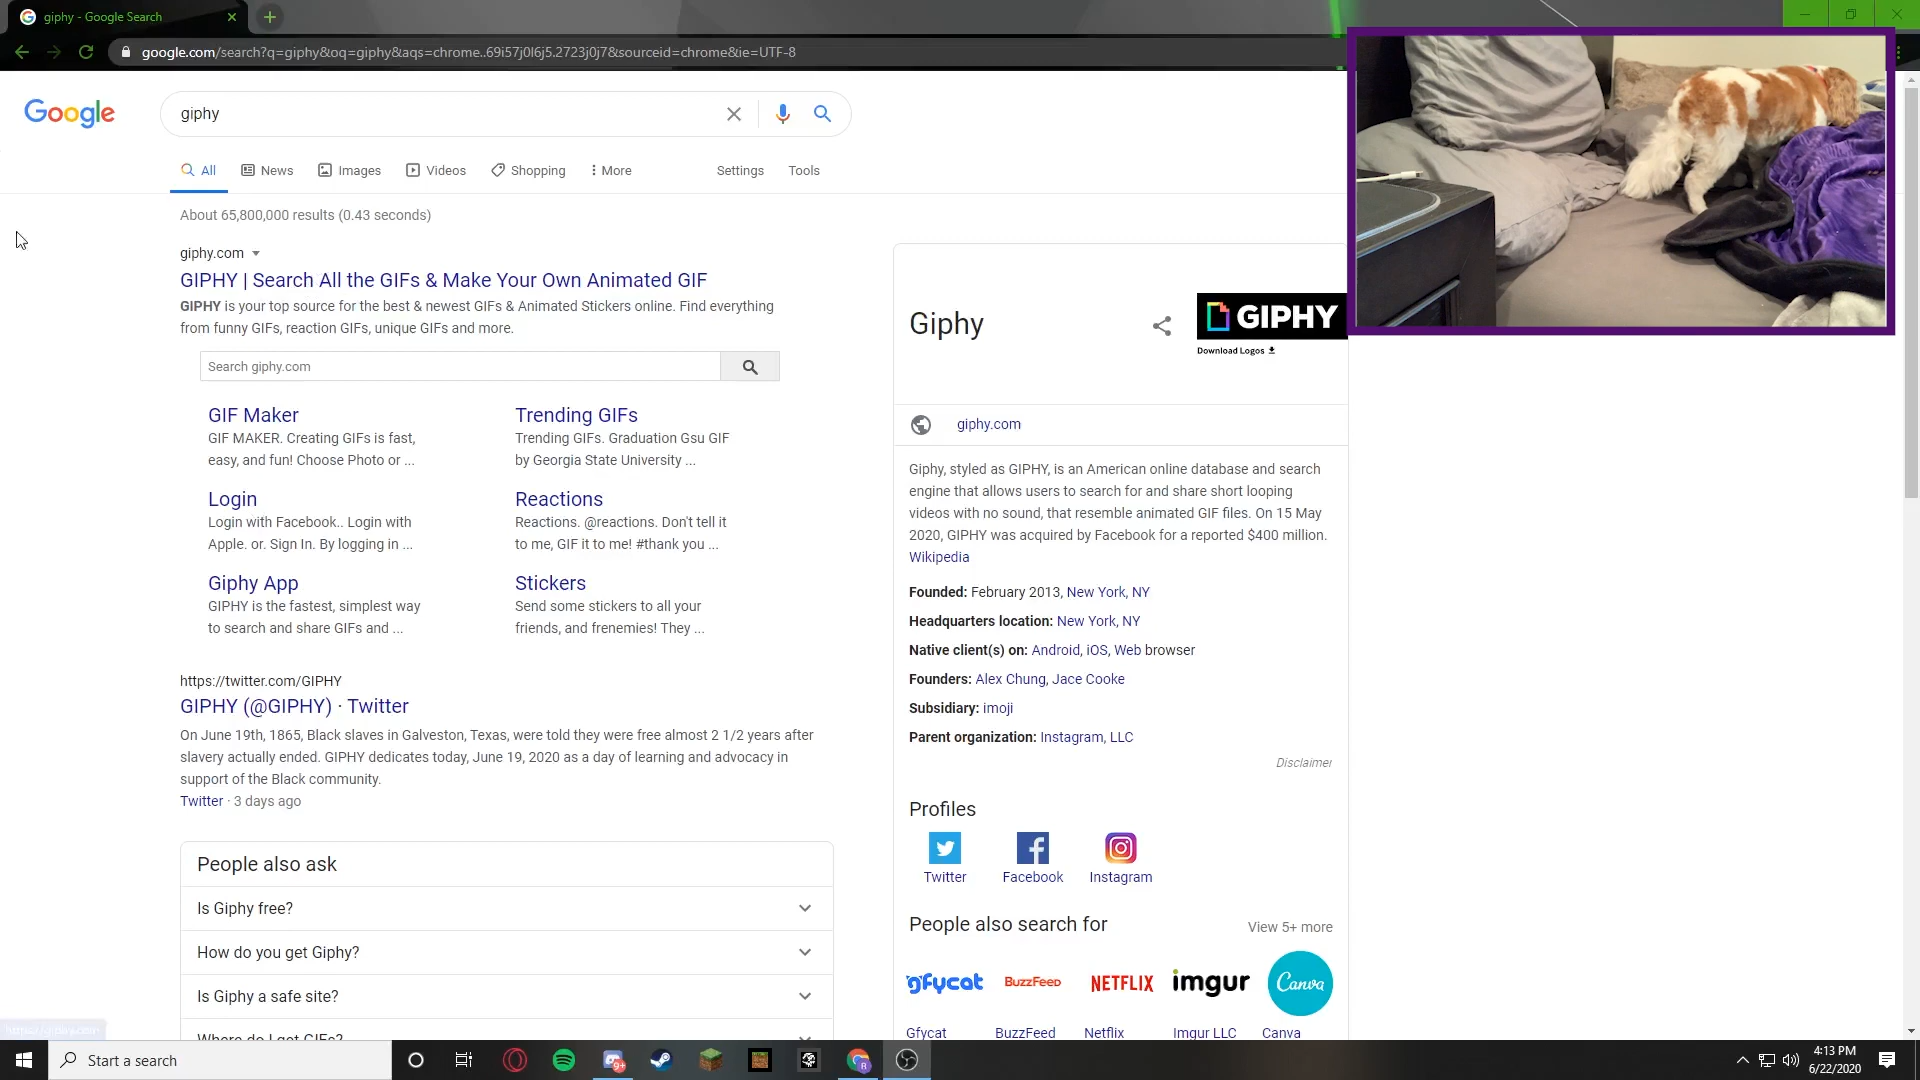 giphy - Google Search
google.com/search?q=giphy&oq=giphy&aqs=chrome..69i57j0l6j5.2723j0j7&sourceid=chrome&ie=UTF-8
Google
giphy
All
News
Images
Videos
Shopping
More
Settings
Tools
About 65,800,000 results (0.43 seconds)
giphy.com
GIPHY | Search All the GIFs & Make Your Own Animated GIF
GIPHY is your top source for the best & newest GIFs & Animated Stickers online. Find everything
from funny GIFs, reaction GIFs, unique GIFs and more.
Search giphy.com
GIF Maker
GIF MAKER. Creating GIFs is fast,
easy, and fun! Choose Photo or ...
Trending GIFs
Trending GIFs. Graduation Gsu GIF
by Georgia State University ...
Login
Login with Facebook.. Login with
Apple. or. Sign In. By logging in ...
Reactions
Reactions. @reactions. Don't tell it
to me, GIF it to me! #thank you ...
Giphy App
GIPHY is the fastest, simplest way
to search and share GIFs and ...
Stickers
Send some stickers to all your
friends, and frenemies! They ...
https://twitter.com/GIPHY
GIPHY (@GIPHY) · Twitter
On June 19th, 1865, Black slaves in Galveston, Texas, were told they were free almost 2 1/2 years after
slavery actually ended. GIPHY dedicates today, June 19, 2020 as a day of learning and advocacy in
support of the Black community.
Twitter · 3 days ago
People also ask
Is Giphy free?
How do you get Giphy?
Is Giphy a safe site?
Where do I get GIFs?
Giphy
GIPHY
Download Logos
giphy.com
Giphy, styled as GIPHY, is an American online database and search
engine that allows users to search for and share short looping
videos with no sound, that resemble animated GIF files. On 15 May
2020, GIPHY was acquired by Facebook for a reported $400 million.
Wikipedia
Founded: February 2013, New York, NY
Headquarters location: New York, NY
Native client(s) on: Android, iOS, Web browser
Founders: Alex Chung, Jace Cooke
Subsidiary: imoji
Parent organization: Instagram, LLC
Disclaimer
Profiles
Twitter
Facebook
Instagram
People also search for
View 5+ more
gfycat
BuzzFeed
NETFLIX
imgur
Canva
Gfycat
BuzzFeed
Netflix
Imgur LLC
Canva
Start a search
9+
R
4:13 PM
6/22/2020